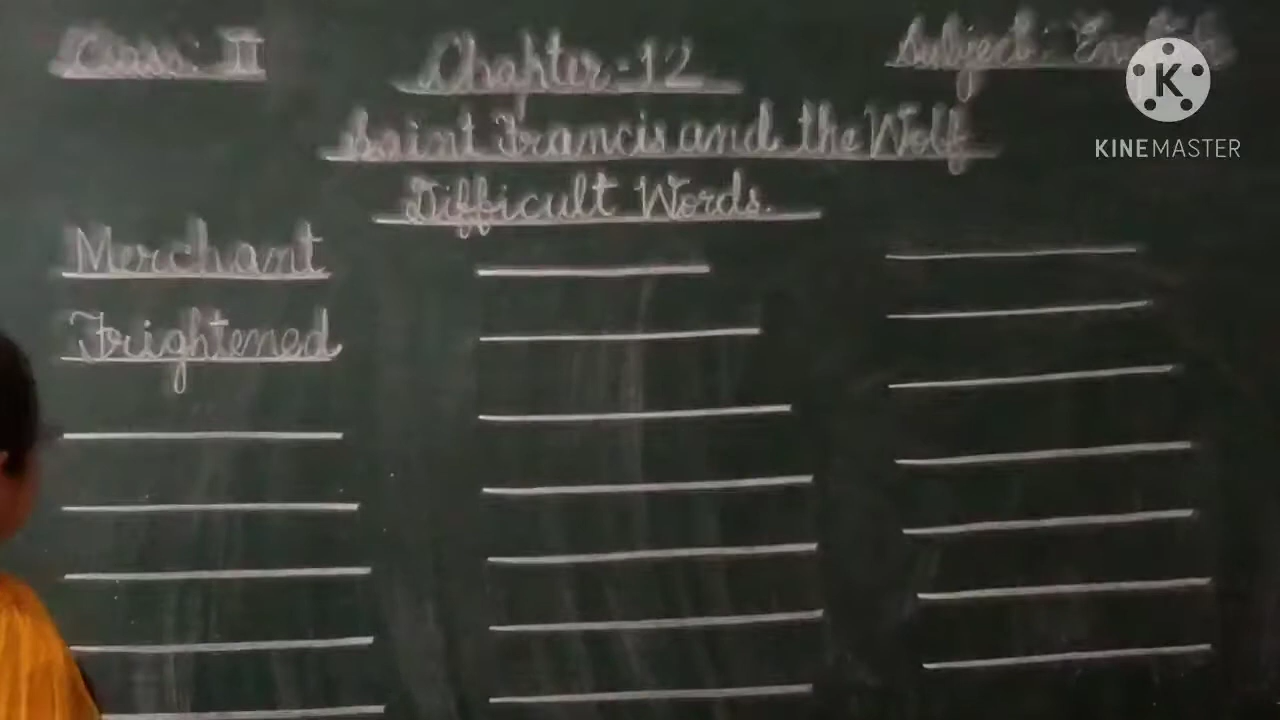 Class: II
Chapter-12
Subject: English
Saint Francis and the Wolf
Difficult Words.
Merchant
Frightened
K
KINEMASTER